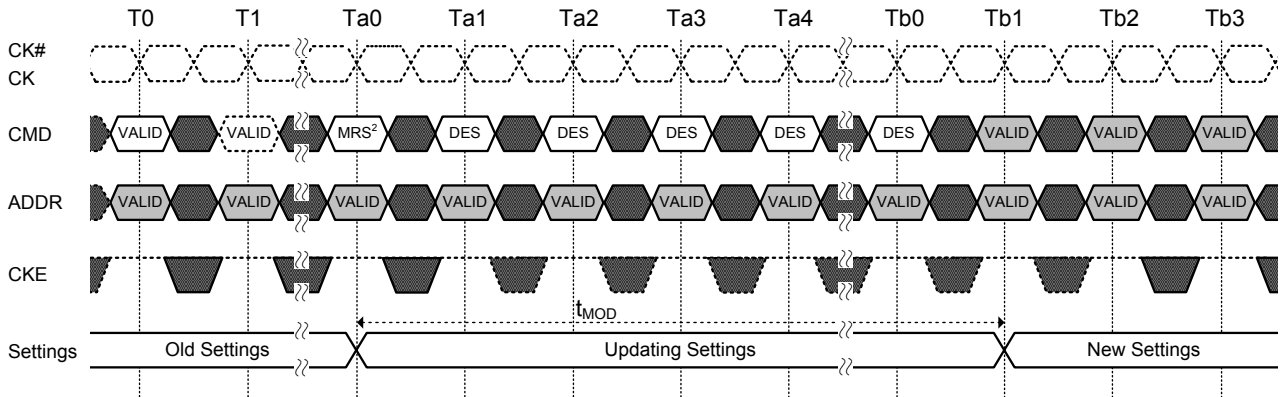 T0 T1 Ta0 Ta1 Ta2 Ta3 Ta4 Tb0 Tb1 Tb2 Tb3
CK#
CK
CMD VALID VALID MRS² DES DES DES DES DES VALID VALID VALID
ADDR VALID VALID VALID VALID VALID VALID VALID VALID VALID VALID VALID
CKE
tMOD
Settings Old Settings Updating Settings New Settings